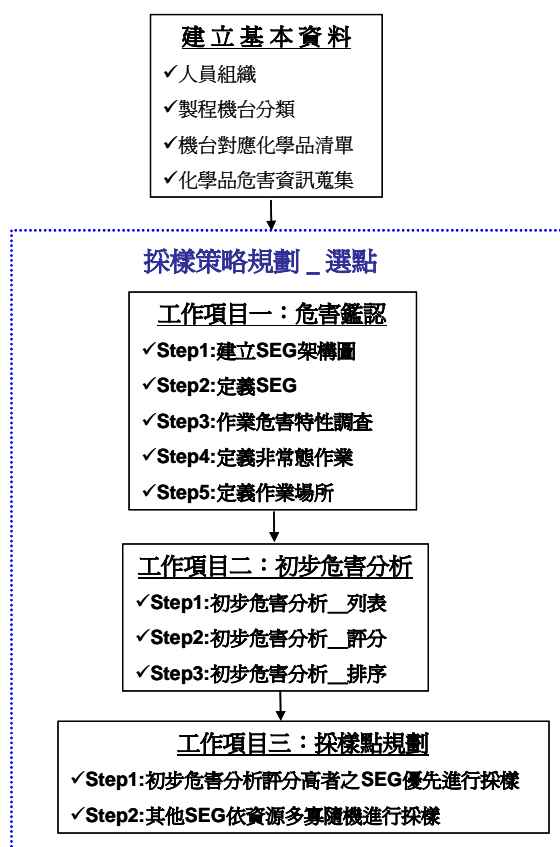 建立基本資料
✓人員組織
✓製程機台分類
✓機台對應化學品清單
✓化學品危害資訊蒐集
採樣策略規劃_選點
工作項目一：危害鑑認
✓Step1:建立SEG架構圖
✓Step2:定義SEG
✓Step3:作業危害特性調查
✓Step4:定義非常態作業
✓Step5:定義作業場所
工作項目二：初步危害分析
✓Step1:初步危害分析__列表
✓Step2:初步危害分析__評分
✓Step3:初步危害分析__排序
工作項目三：採樣點規劃
✓Step1:初步危害分析評分高者之SEG優先進行採樣
✓Step2:其他SEG依資源多寡隨機進行採樣